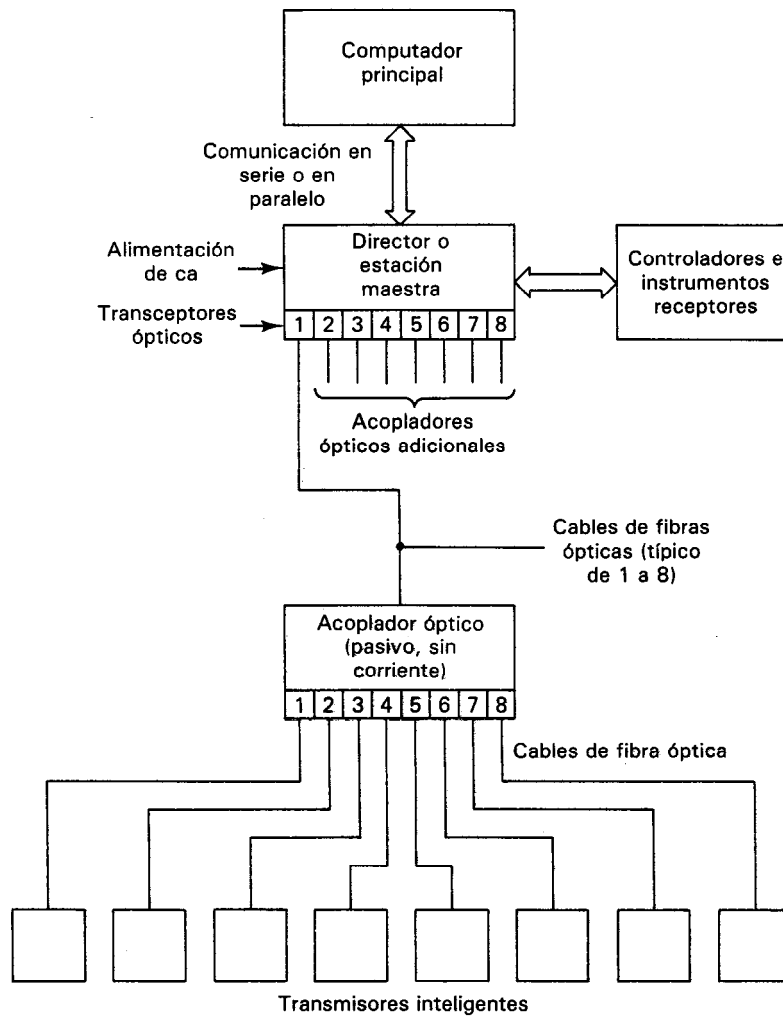 Computador
principal
Comunicación en
serie o en
paralelo
Alimentación
de ca
Director o
estación
maestra
Controladores e
instrumentos
receptores
Transceptores
ópticos
1 2 3 4 5 6 7 8
Acopladores
ópticos adicionales
Cables de fibras
ópticas (típico
de 1 a 8)
Acoplador óptico
(pasivo, sin
corriente)
1 2 3 4 5 6 7 8
Cables de fibra óptica
Transmisores inteligentes